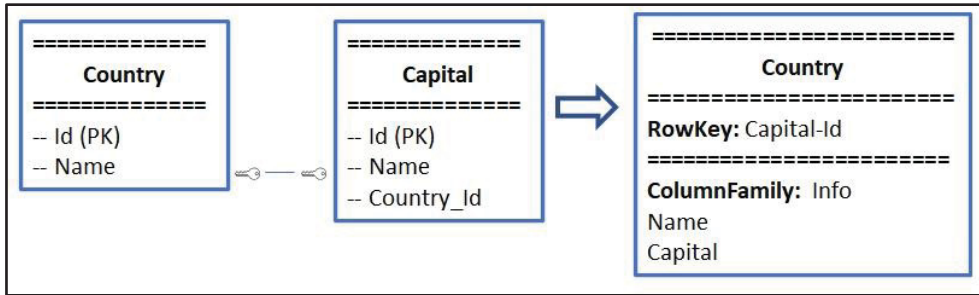 ==============
Country
==============
-- Id (PK)
-- Name
==============
Capital
==============
-- Id (PK)
-- Name
-- Country_Id
========================
Country
========================
RowKey: Capital-Id
========================
ColumnFamily: Info
Name
Capital